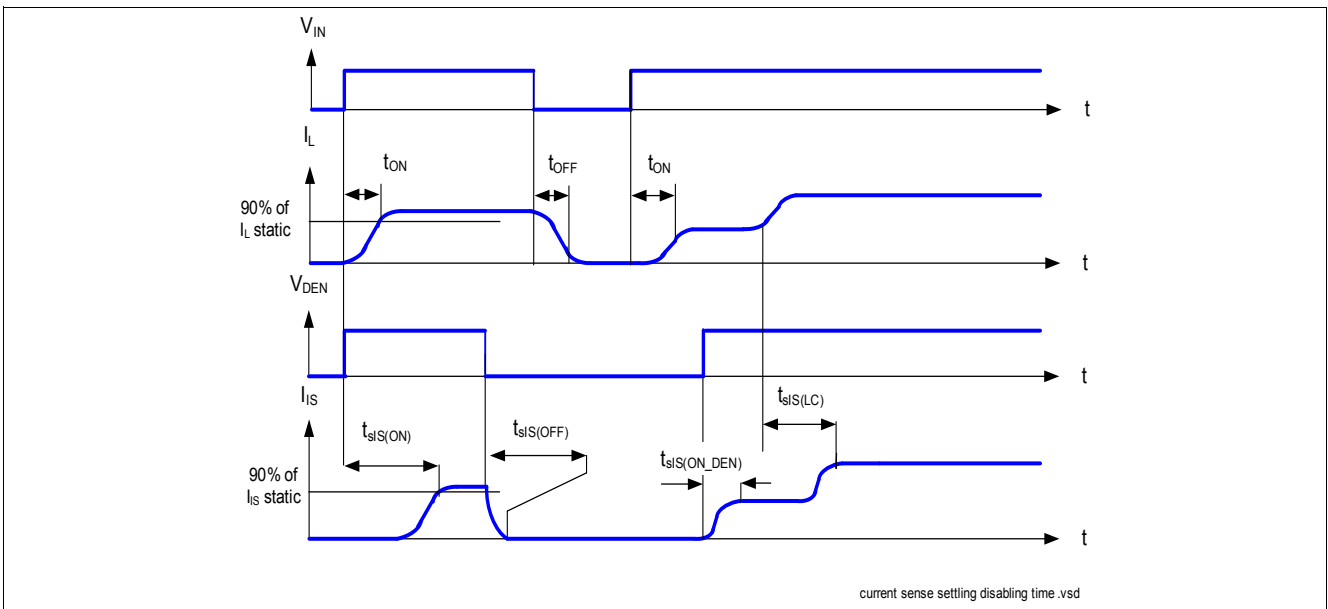 VIN
t
IL
tON
tOFF
tON
90% of
IL static
t
VDEN
t
IIS
tsIS(ON)
tsIS(OFF)
tsIS(LC)
tsIS(ON_DEN)
90% of
IIS static
t
current sense settling disabling time .vsd